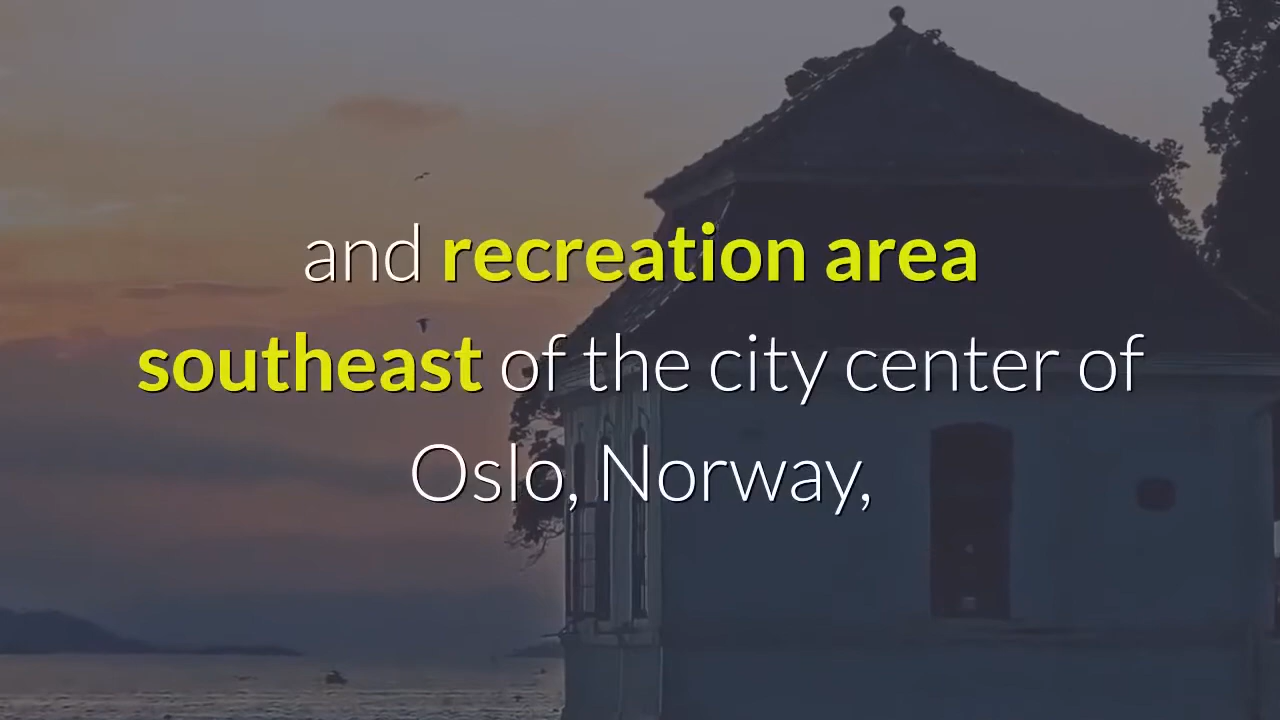 and recreation area
southeast of the city center of
Oslo, Norway,